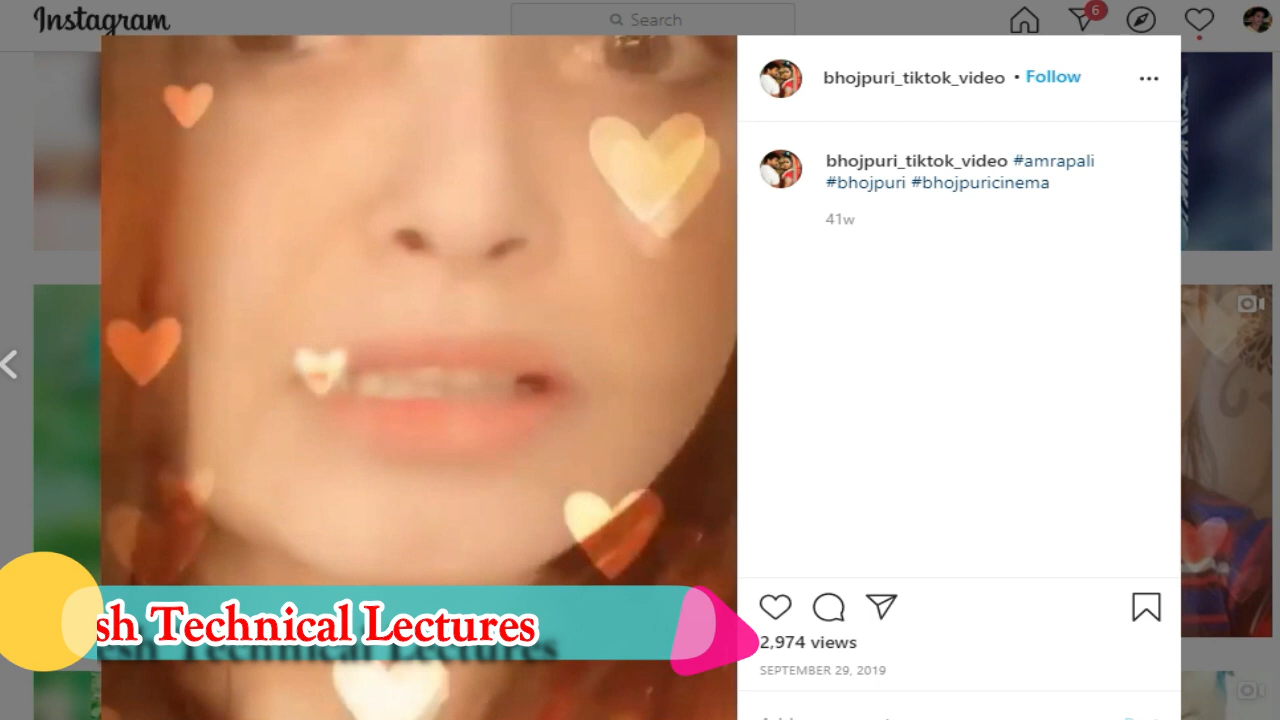 Instagram
Search
6
bhojpuri_tiktok_video • Follow
bhojpuri_tiktok_video #amrapali
#bhojpuri #bhojpuricinema
41w
sh Technical Lectures
2,974 views
SEPTEMBER 29, 2019